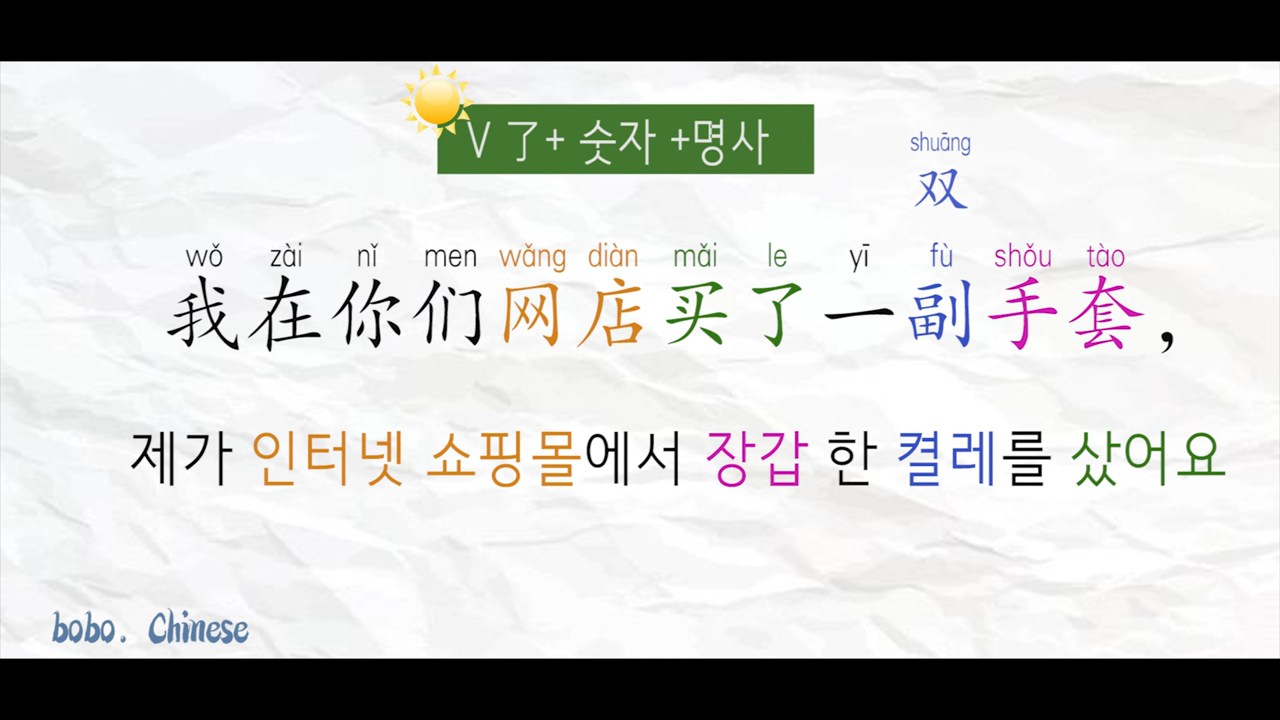 V 了+ 숫자 +명사
shuāng
双
wǒ zài nǐ men wǎng diàn mǎi le yī fù shǒu tào
我在你们网店买了一副手套，
제가 인터넷 쇼핑몰에서 장갑 한 켤레를 샀어요
bobo. Chinese